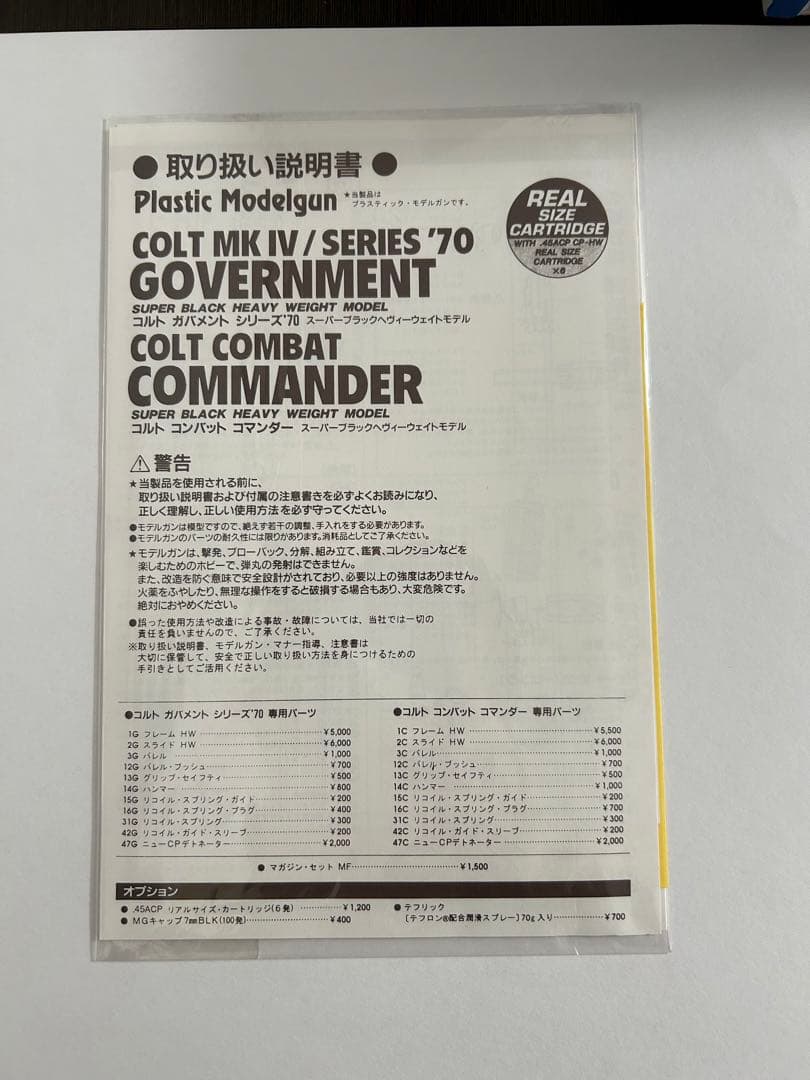 ● 取り扱い説明書 ●
Plastic Modelgun ★当製品は
プラスティック・モデルガンです。
REAL
SIZE
CARTRIDGE
WITH .45ACP CP-HW
REAL SIZE
CARTRIDGE
×6
COLT MK IV / SERIES '70
GOVERNMENT
SUPER BLACK HEAVY WEIGHT MODEL
コルト ガバメント シリーズ'70 スーパーブラックヘヴィーウェイトモデル
COLT COMBAT
COMMANDER
SUPER BLACK HEAVY WEIGHT MODEL
コルト コンバット コマンダー スーパーブラックヘヴィーウェイトモデル
⚠警告
★当製品を使用される前に、
取り扱い説明書および付属の注意書きを必ずよくお読みになり、
正しく理解し、正しい使用方法を必ず守ってください。
●モデルガンは模型ですので、絶えず若干の調整、手入れをする必要があります。
●モデルガンのパーツの耐久性には限りがあります。消耗品としてご了承ください。
★モデルガンは、撃発、ブローバック、分解、組み立て、鑑賞、コレクションなどを
楽しむためのホビーで、弾丸の発射はできません。
また、改造を防ぐ意味で安全設計がされており、必要以上の強度はありません。
火薬をふやしたり、無理な操作をすると破損する場合もあり、大変危険です。
絶対におやめください。
●誤った使用方法や改造による事故・故障については、当社では一切の
責任を負いませんので、ご了承ください。
※取り扱い説明書、モデルガン・マナー指導、注意書は
大切に保管して、安全で正しい取り扱い方法を身につけるための
手引きとしてご活用ください。
●コルト ガバメント シリーズ'70 専用パーツ
1G フレーム HW ¥5,000
2G スライド HW ¥6,000
3G バレル ¥1,000
12G バレル・ブッシュ ¥700
13G グリップ・セイフティ ¥500
14G ハンマー ¥800
15G リコイル・スプリング・ガイド ¥200
16G リコイル・スプリング・プラグ ¥400
31G リコイル・スプリング ¥300
42G リコイル・ガイド・スリーブ ¥200
47G ニューCPデトネーター ¥2,000
●コルト コンバット コマンダー 専用パーツ
1C フレーム HW ¥5,500
2C スライド HW ¥6,000
3C バレル ¥1,000
12C バレル・ブッシュ ¥700
13C グリップ・セイフティ ¥500
14C ハンマー ¥1,000
15C リコイル・スプリング・ガイド ¥200
16C リコイル・スプリング・プラグ ¥700
31C リコイル・スプリング ¥300
42C リコイル・ガイド・スリーブ ¥200
47C ニューCPデトネーター ¥2,000
● マガジン・セット MF ¥1,500
オプション
● .45ACP リアルサイズ・カートリッジ(6発) ¥1,200
● MGキャップ7mmBLK(100発) ¥400
● テフリック
〔テフロン®配合潤滑スプレー〕70g入り ¥700